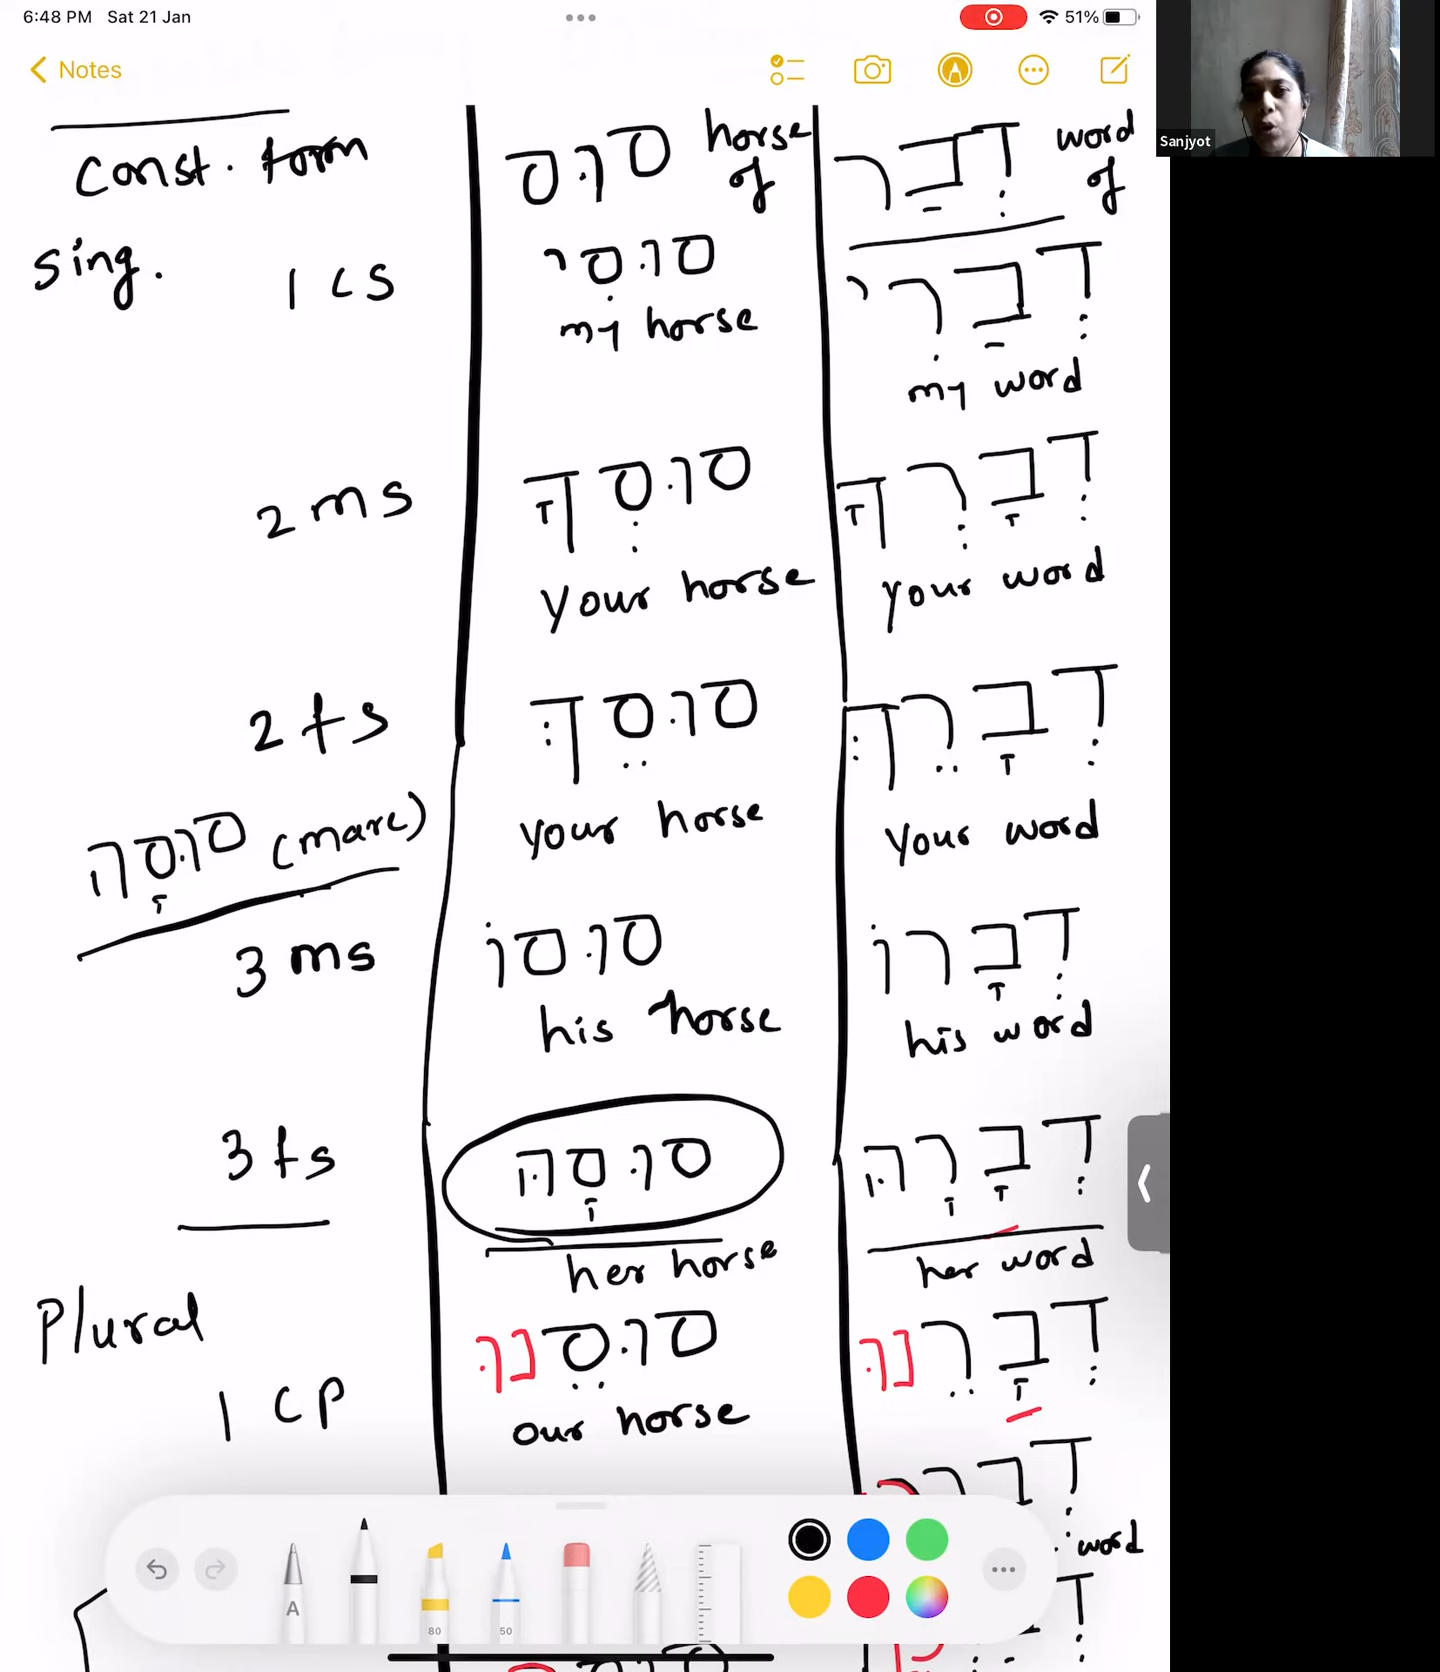 6:48 PM Sat 21 Jan
51%
Notes
Sanjyot
const. form סוּס horse of דְּבַר word of
sing. 1 cs סוּסִי דְבַרִי
my horse my word
2 ms סוּסְךָ דְבָרְךָ
your horse your word
2 fs סוּסֵךְ דְבָרֵךְ
סוּסָה (mare) your horse your word
3 ms סוּסוֹ דְבָרוֹ
his horse his word
3 fs סוּסָהּ דְבָרָהּ
her horse her word
Plural
1 cp סוּסֵנוּ דְבָרֵנוּ
our horse
word
A 80 50